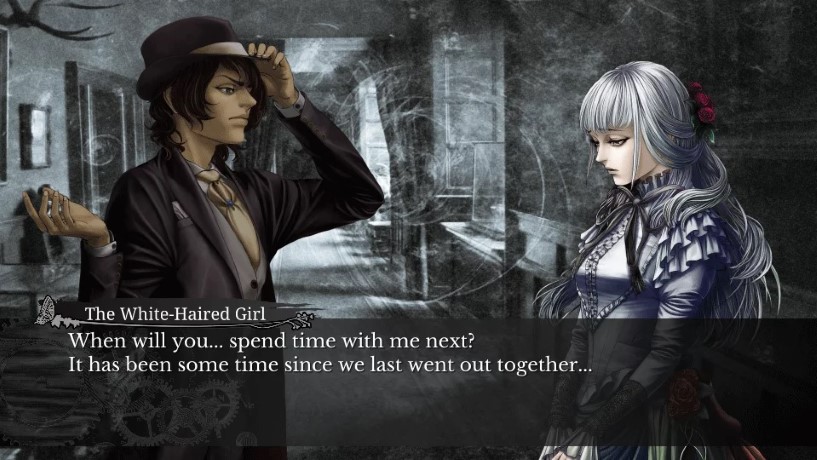 The White-Haired Girl
When will you... spend time with me next?
It has been some time since we last went out together...